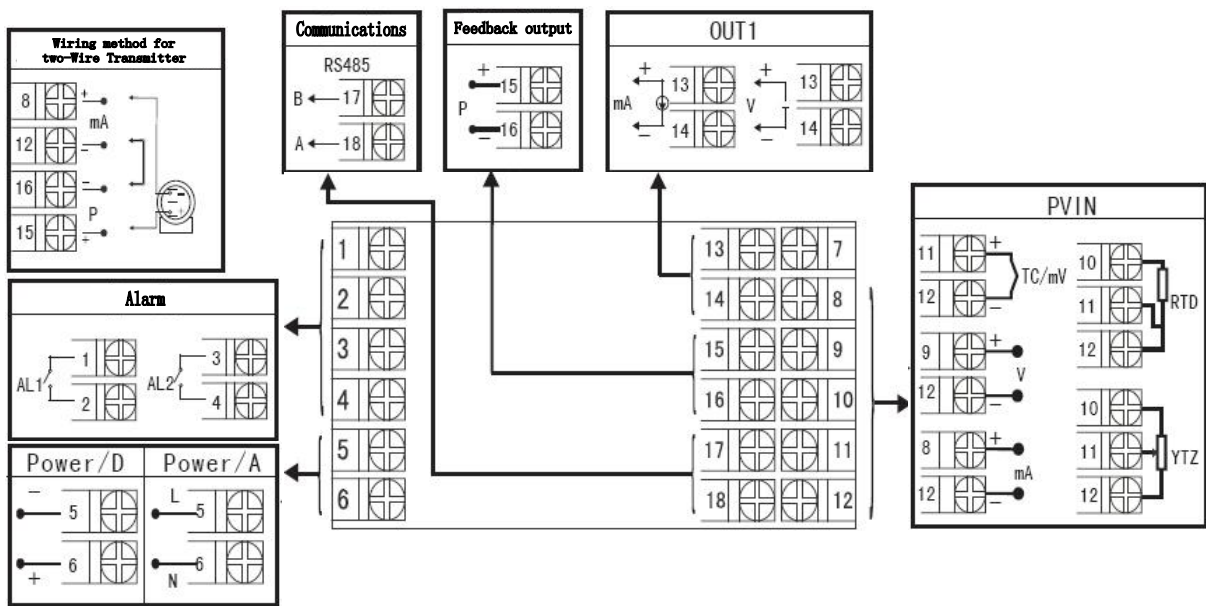 Wiring method for
two-Wire Transmitter
8 +
mA
12 -
16 -
P
15 +
Communications
RS485
B 17
A 18
Feedback output
+ 15
P
- 16
OUT1
+ 13 + 13
mA V
- 14 - 14
Alarm
AL1 1 AL2 3
2 4
Power/D Power/A
- 5 L 5
+ 6 N 6
1 13 7
2 14 8
3 15 9
4 16 10
5 17 11
6 18 12
PVIN
11 +
TC/mV
12 -
9 +
V
12 -
8 +
mA
12 -
10
11 RTD
12
10
11 YTZ
12